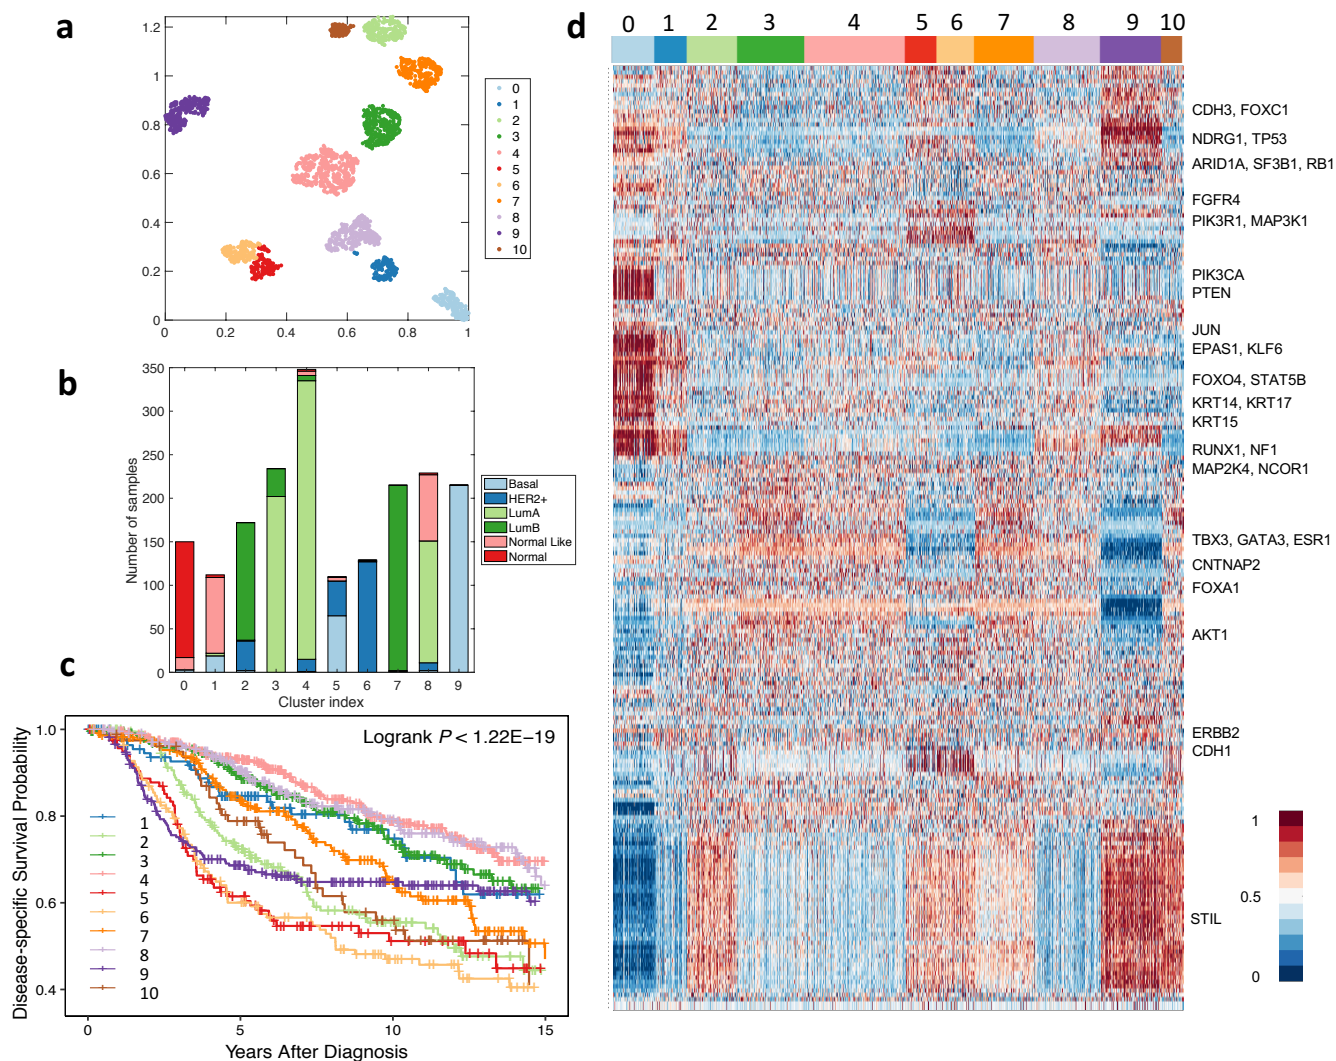 a
1.2
1
0.8
0.6
0.4
0.2
0
0 0.2 0.4 0.6 0.8 1
0
1
2
3
4
5
6
7
8
9
10
b
Number of samples
350
300
250
200
150
100
50
0
0 1 2 3 4 5 6 7 8 9
Cluster index
Basal
HER2+
LumA
LumB
Normal Like
Normal
c
Disease-specific Survival Probability
1.0
0.8
0.6
0.4
Logrank P < 1.22E−19
1
2
3
4
5
6
7
8
9
10
0 5 10 15
Years After Diagnosis
d
0 1 2 3 4 5 6 7 8 9 10
CDH3, FOXC1
NDRG1, TP53
ARID1A, SF3B1, RB1
FGFR4
PIK3R1, MAP3K1
PIK3CA
PTEN
JUN
EPAS1, KLF6
FOXO4, STAT5B
KRT14, KRT17
KRT15
RUNX1, NF1
MAP2K4, NCOR1
TBX3, GATA3, ESR1
CNTNAP2
FOXA1
AKT1
ERBB2
CDH1
STIL
1
0.5
0